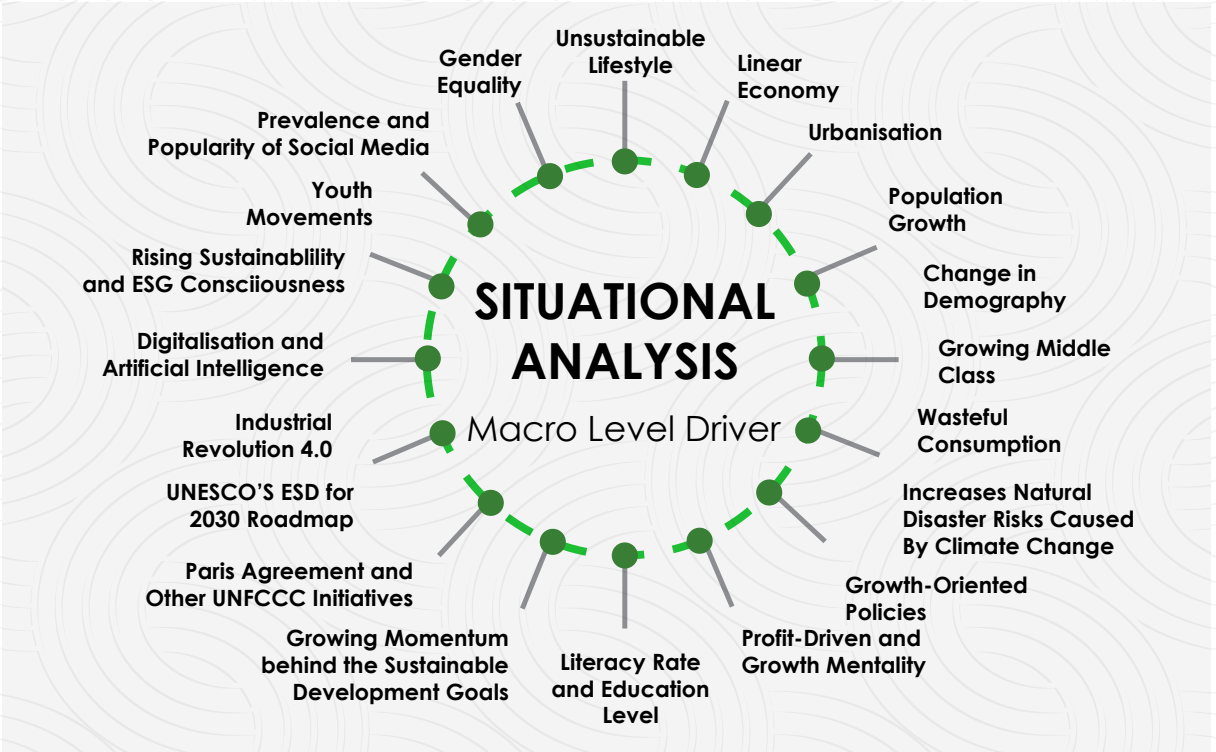 Unsustainable
Lifestyle
Linear
Economy
Urbanisation
Population
Growth
Change in
Demography
Growing Middle
Class
Wasteful
Consumption
Increases Natural
Disaster Risks Caused
By Climate Change
Growth-Oriented
Policies
Profit-Driven and
Growth Mentality
Literacy Rate
and Education
Level
Growing Momentum
behind the Sustainable
Development Goals
Paris Agreement and
Other UNFCCC Initiatives
UNESCO'S ESD for
2030 Roadmap
Industrial
Revolution 4.0
Digitalisation and
Artificial Intelligence
Rising Sustainablility
and ESG Consciiousness
Youth
Movements
Prevalence and
Popularity of Social Media
Gender
Equality
SITUATIONAL
ANALYSIS
Macro Level Driver